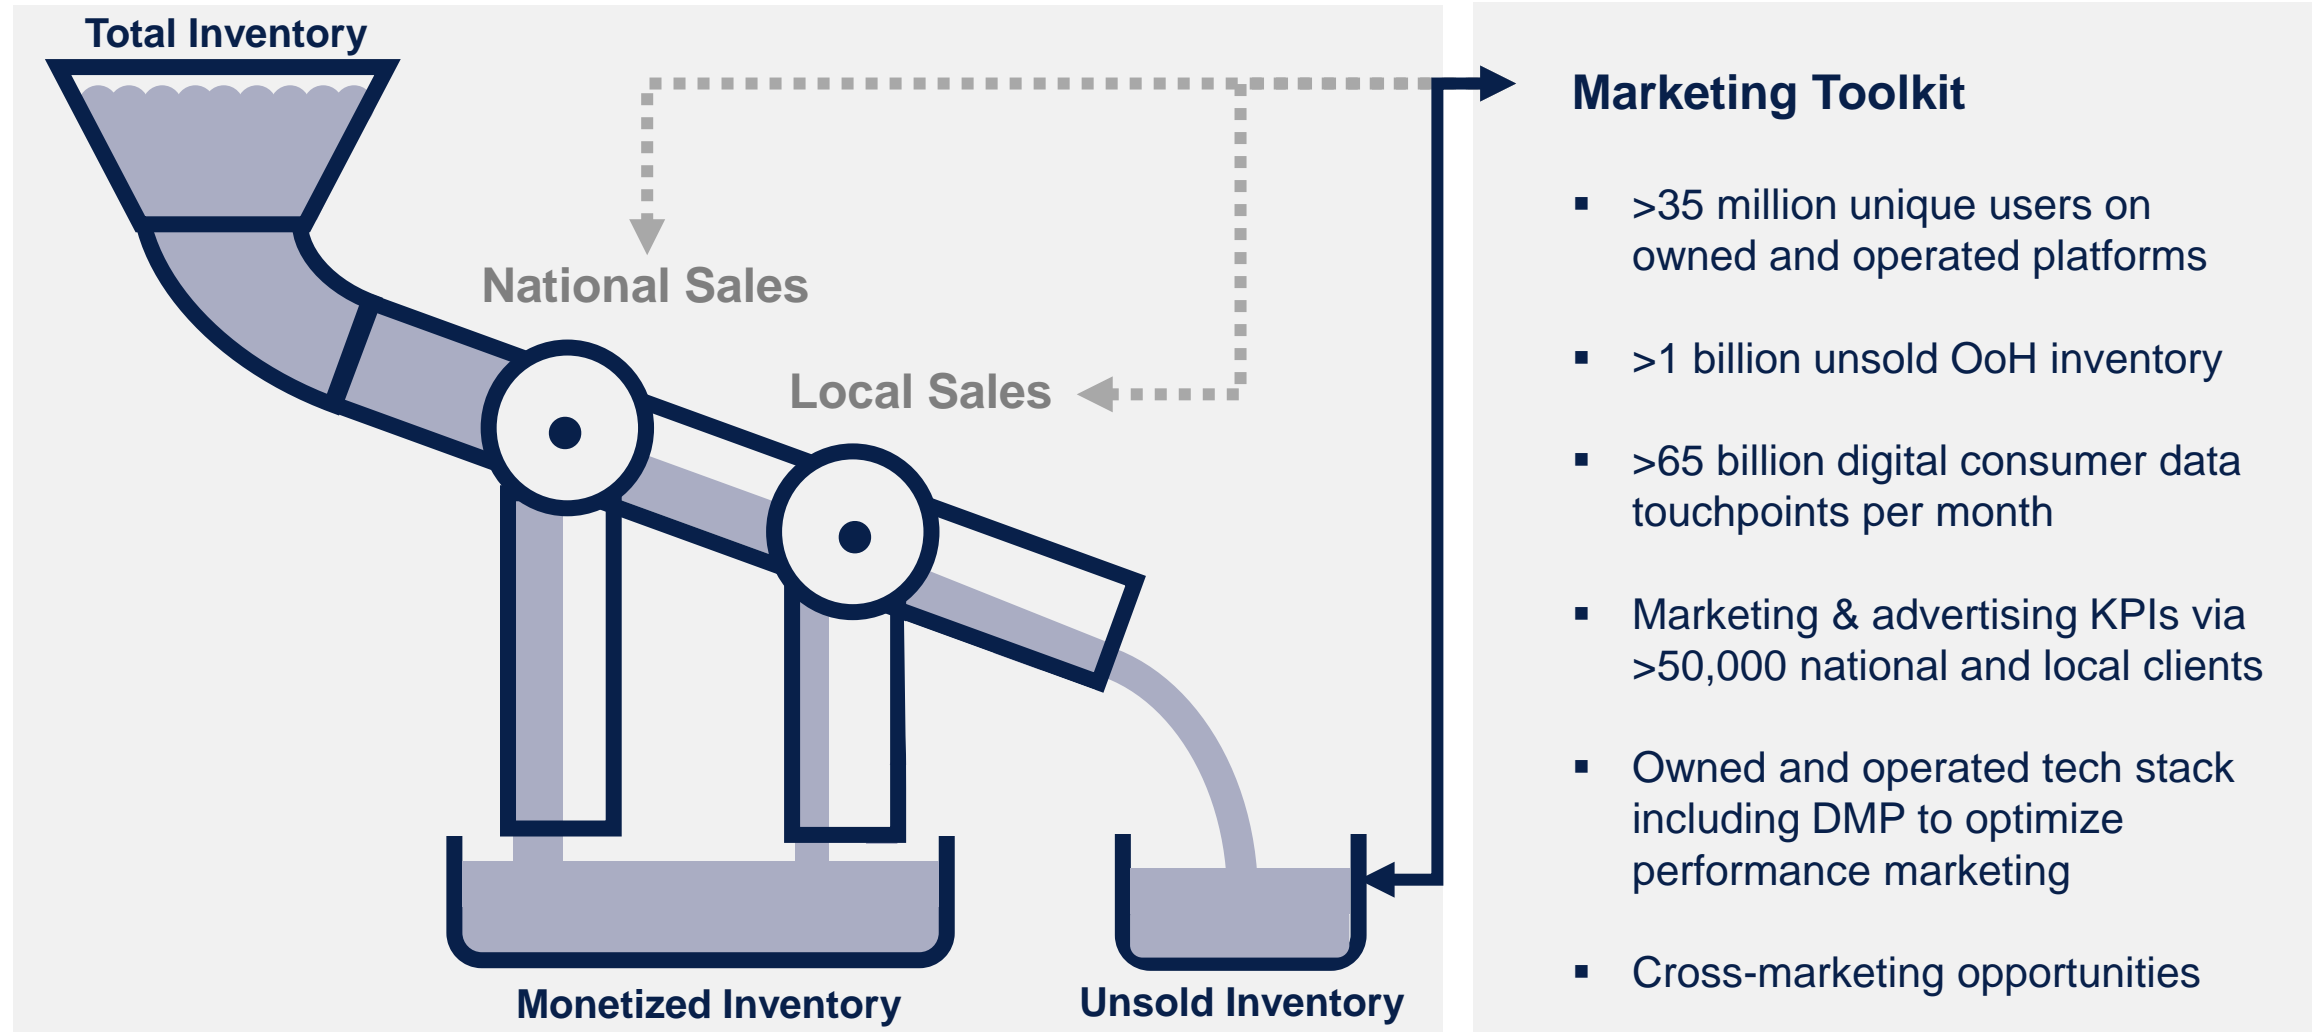 Total Inventory
National Sales
Local Sales
Monetized Inventory
Unsold Inventory
Marketing Toolkit
▪ >35 million unique users on
owned and operated platforms
▪ >1 billion unsold OoH inventory
▪ >65 billion digital consumer data
touchpoints per month
▪ Marketing & advertising KPIs via
>50,000 national and local clients
▪ Owned and operated tech stack
including DMP to optimize
performance marketing
▪ Cross-marketing opportunities